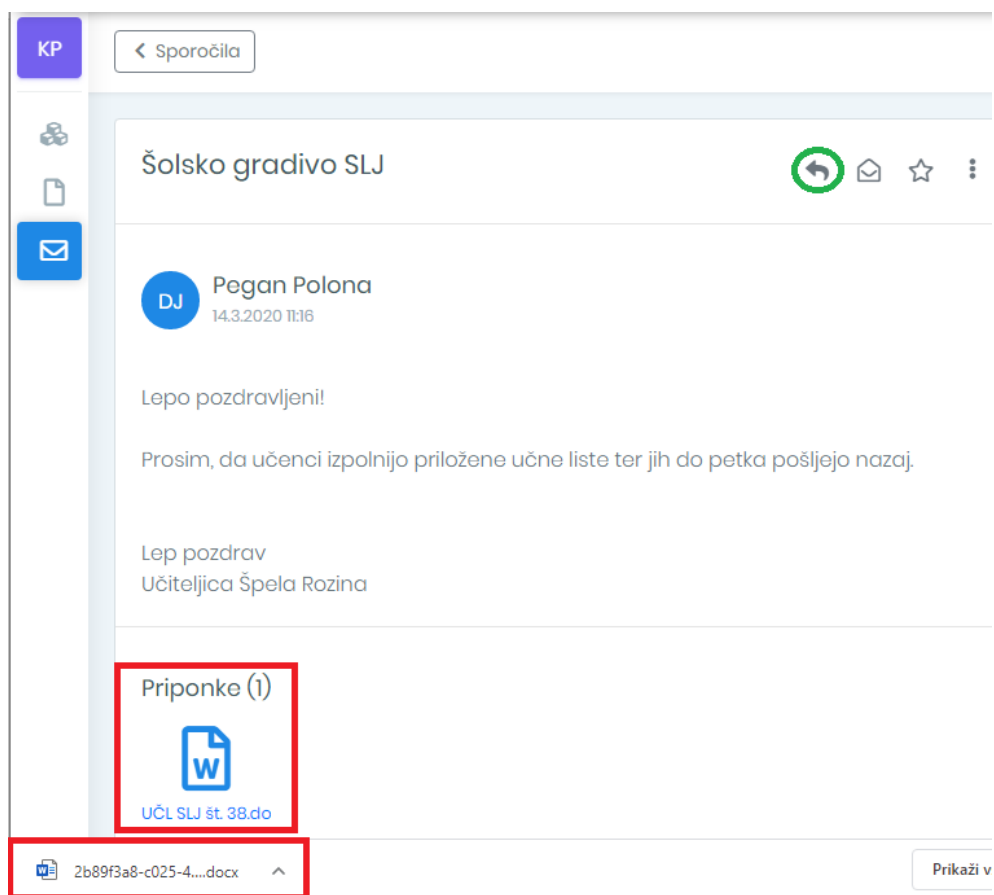 KP
Sporočila
Šolsko gradivo SLJ
DJ
Pegan Polona
14.3.2020 11:16
Lepo pozdravljeni!
Prosim, da učenci izpolnijo priložene učne liste ter jih do petka pošljejo nazaj.
Lep pozdrav
Učiteljica Špela Rozina
Priponke (1)
W
UČL SLJ št. 38.do
2b89f3a8-c025-4....docx
Prikaži v